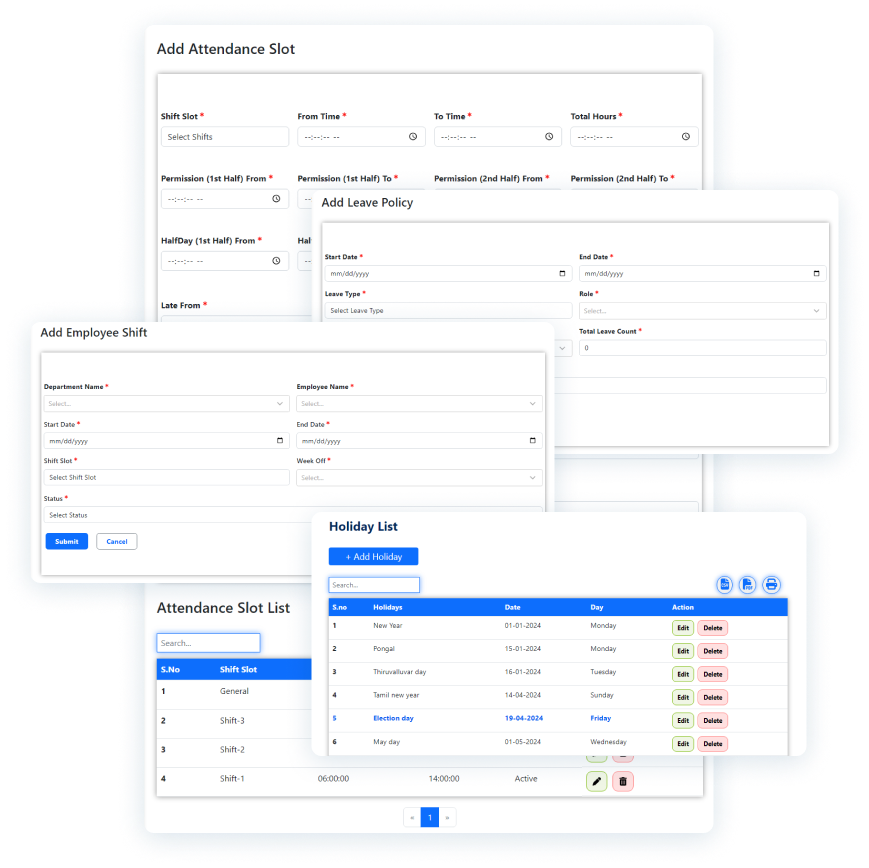 Add Attendance Slot
Shift Slot * From Time * To Time * Total Hours *
Select Shifts --:--:-- -- --:--:-- -- --:--:-- --
Permission (1st Half) From * Permission (1st Half) To * Permission (2nd Half) From * Permission (2nd Half) To *
--:--:-- --
HalfDay (1st Half) From *
--:--:-- --
Late From *
Add Leave Policy
Start Date * End Date *
mm/dd/yyyy mm/dd/yyyy
Leave Type * Role *
Select Leave Type Select...
Total Leave Count *
0
Add Employee Shift
Department Name * Employee Name *
Select... Select...
Start Date * End Date *
mm/dd/yyyy mm/dd/yyyy
Shift Slot * Week Off *
Select Shift Slot Select...
Status *
Select Status
Submit Cancel
Holiday List
+ Add Holiday
Search...
S.no Holidays Date Day Action
1 New Year 01-01-2024 Monday Edit Delete
2 Pongal 15-01-2024 Monday Edit Delete
3 Thiruvalluvar day 16-01-2024 Tuesday Edit Delete
4 Tamil new year 14-04-2024 Sunday Edit Delete
5 Election day 19-04-2024 Friday Edit Delete
6 May day 01-05-2024 Wednesday Edit Delete
Attendance Slot List
Search...
S.No Shift Slot
1 General
2 Shift-3
3 Shift-2
4 Shift-1 06:00:00 14:00:00 Active
« 1 »